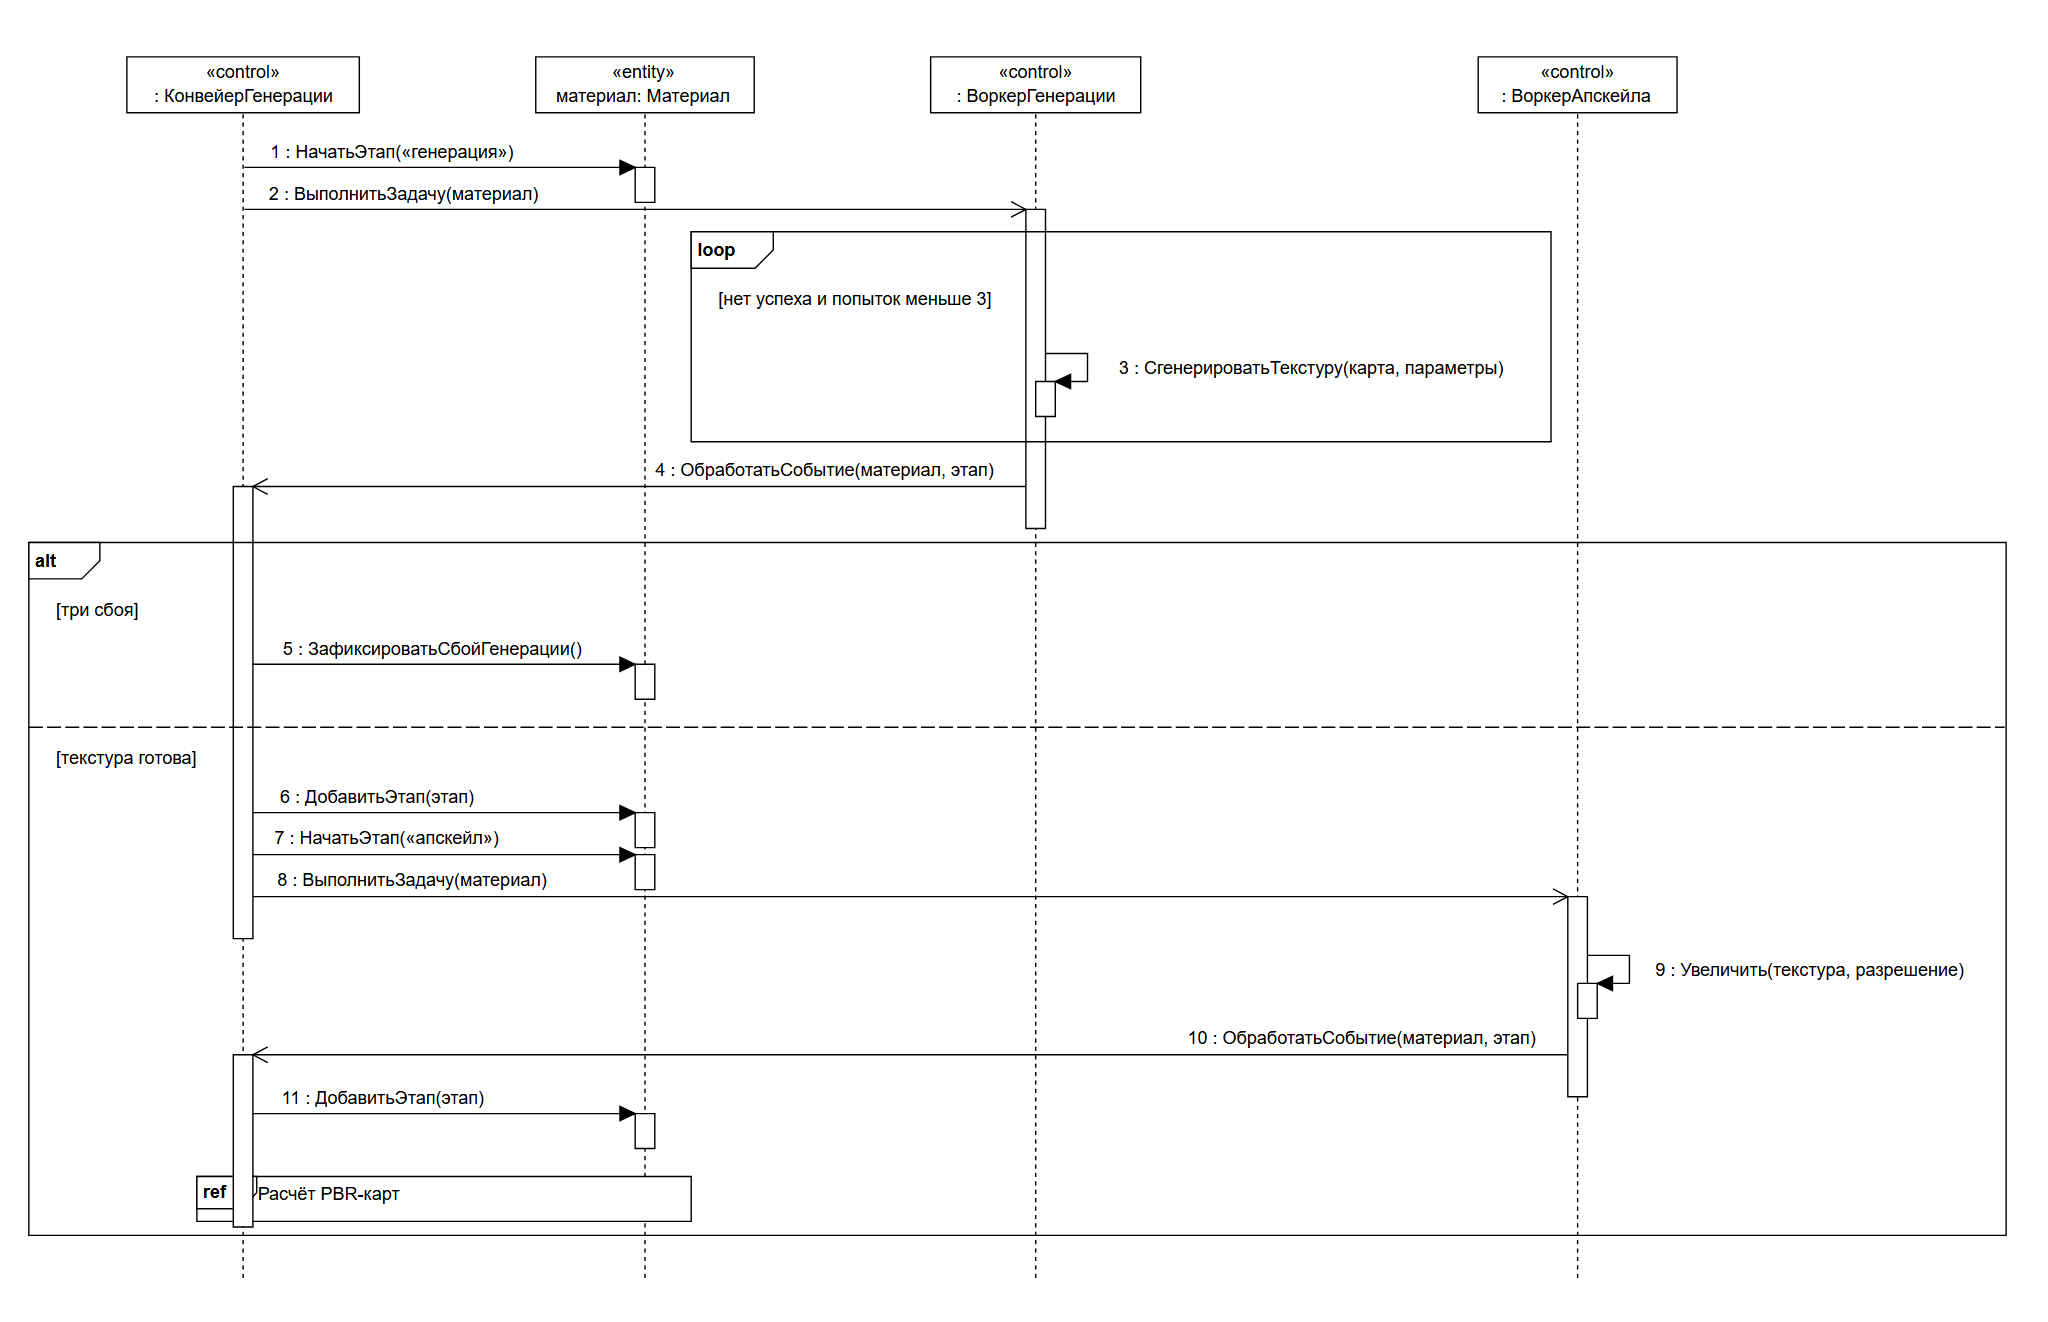 «control»
: КонвейерГенерации
«entity»
материал: Материал
«control»
: ВоркерГенерации
«control»
: ВоркерАпскейла
1 : НачатьЭтап(«генерация»)
2 : ВыполнитьЗадачу(материал)
loop
[нет успеха и попыток меньше 3]
3 : СгенерироватьТекстуру(карта, параметры)
4 : ОбработатьСобытие(материал, этап)
alt
[три сбоя]
5 : ЗафиксироватьСбойГенерации()
[текстура готова]
6 : ДобавитьЭтап(этап)
7 : НачатьЭтап(«апскейл»)
8 : ВыполнитьЗадачу(материал)
9 : Увеличить(текстура, разрешение)
10 : ОбработатьСобытие(материал, этап)
11 : ДобавитьЭтап(этап)
ref
Расчёт PBR-карт